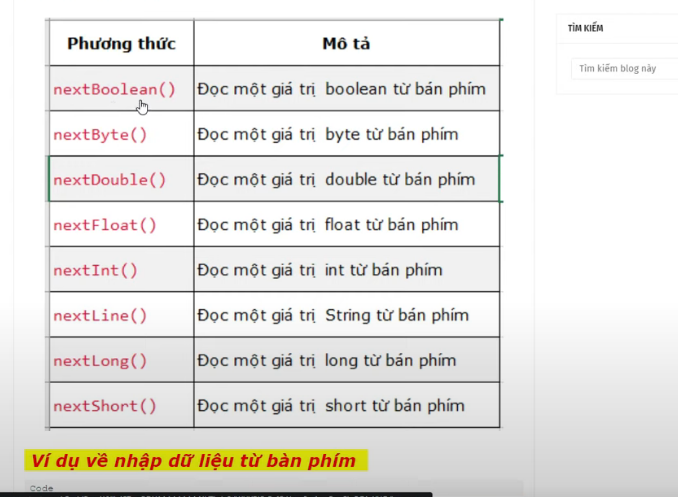 Phương thức Mô tả
nextBoolean() Đọc một giá trị boolean từ bán phím
nextByte() Đọc một giá trị byte từ bán phím
nextDouble() Đọc một giá trị double từ bán phím
nextFloat() Đọc một giá trị float từ bán phím
nextInt() Đọc một giá trị int từ bán phím
nextLine() Đọc một giá trị String từ bán phím
nextLong() Đọc một giá trị long từ bán phím
nextShort() Đọc một giá trị short từ bán phím
Ví dụ về nhập dữ liệu từ bàn phím
Code
TÌM KIẾM
Tìm kiếm blog này